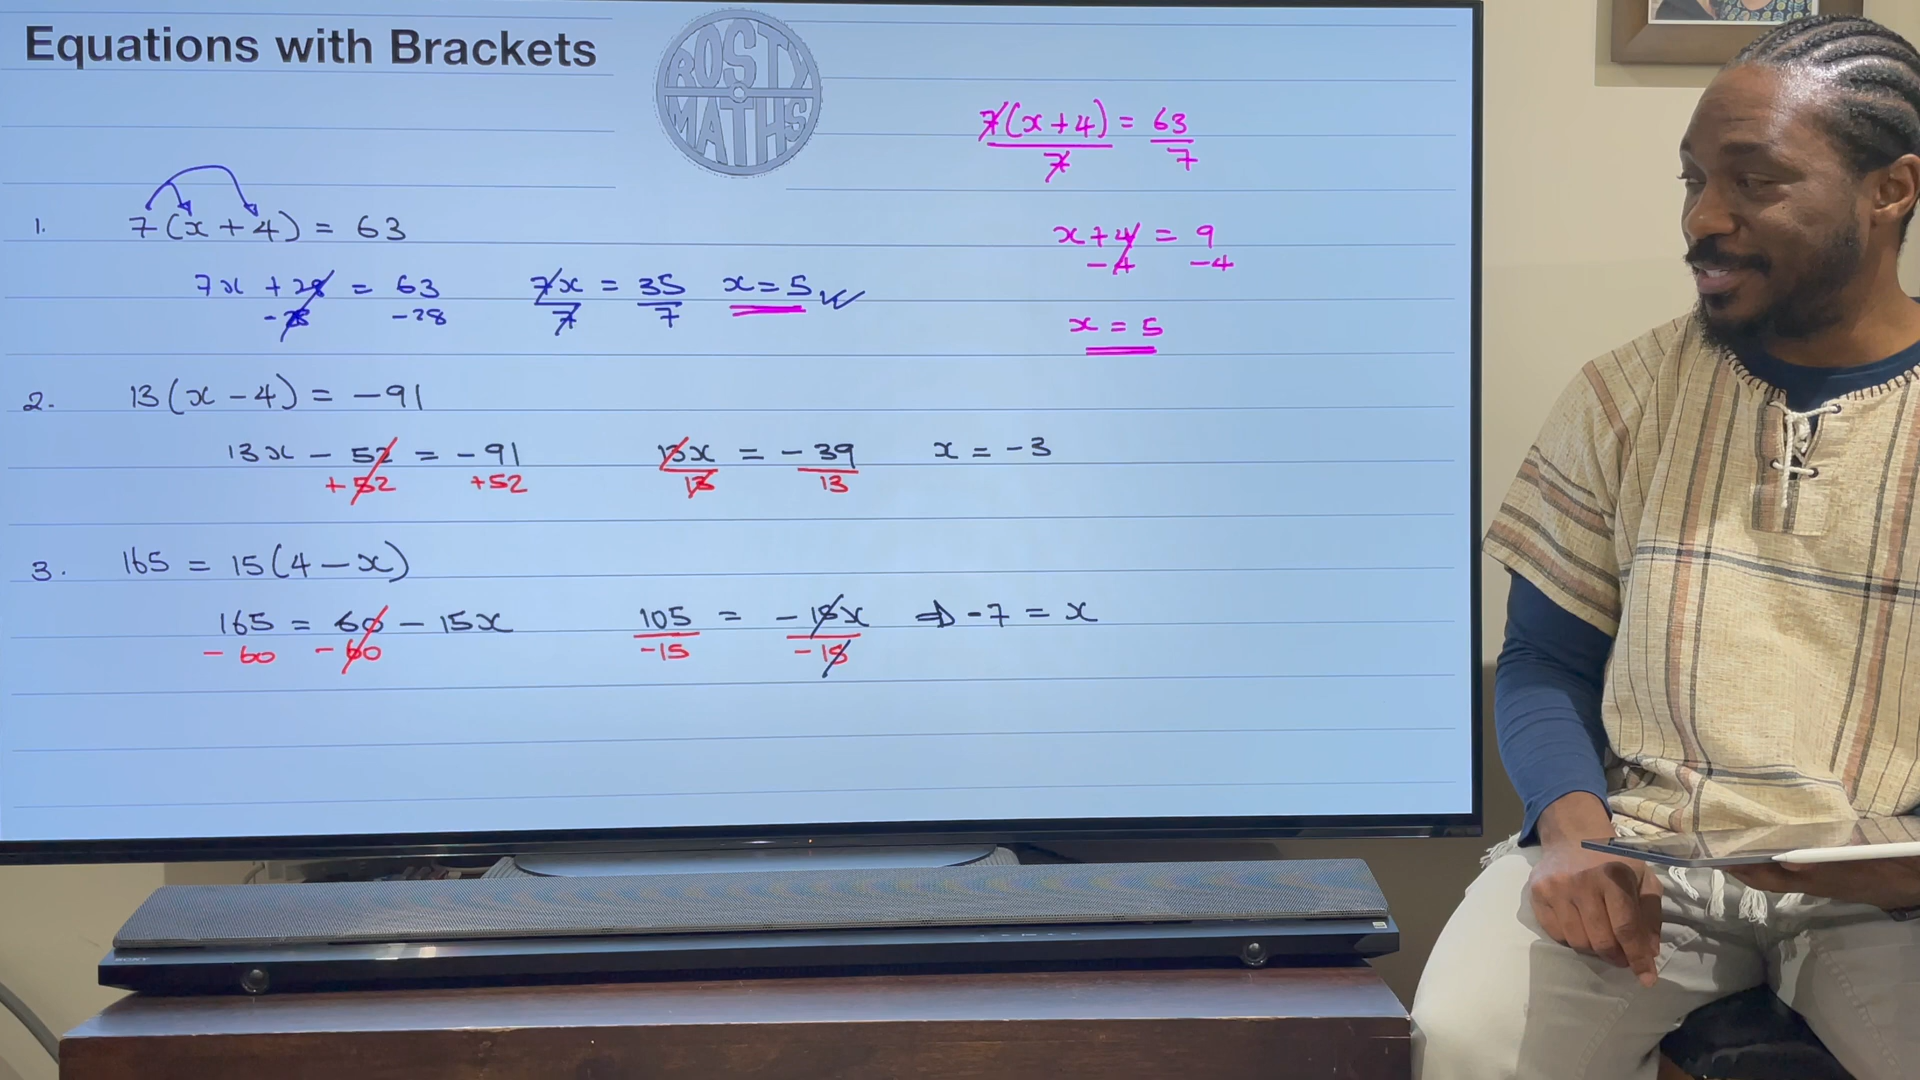 Equations with Brackets
ROSTY
MATHS
7(x+4) = 63
7 7
x+4 = 9
-4 -4
x = 5
1. 7(x+4) = 63
7x +28 = 63 7x = 35 x=5
-28 -28 7 7
2. 13(x-4) = -91
13x - 52 = -91 13x = -39 x = -3
+52 +52 13 13
3. 165 = 15(4-x)
165 = 60 - 15x 105 = -15x ⇒ -7 = x
-60 -60 -15 -15
SONY